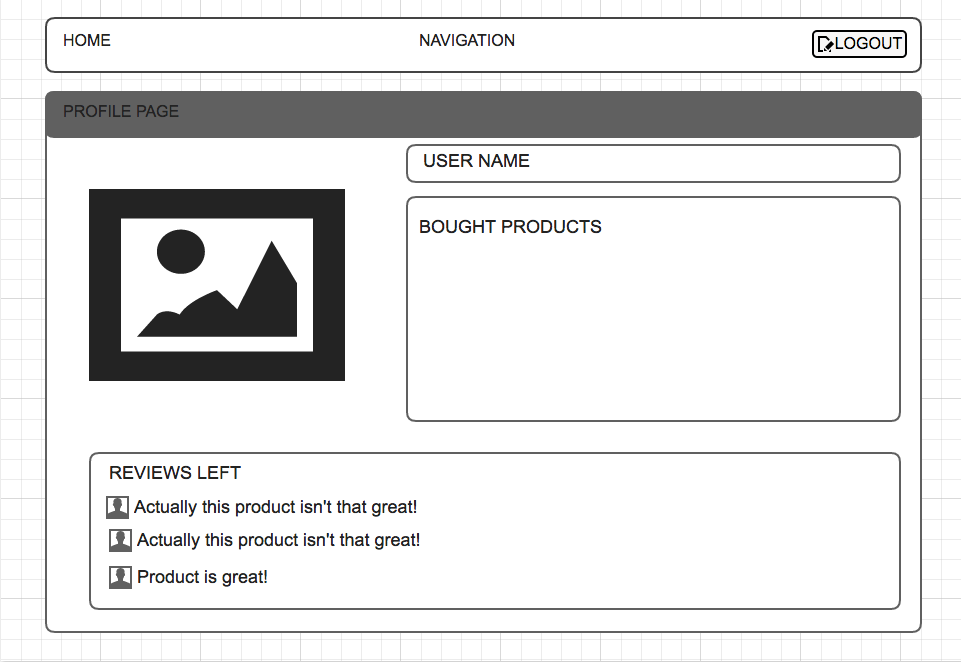 HOME
NAVIGATION
LOGOUT
PROFILE PAGE
USER NAME
BOUGHT PRODUCTS
REVIEWS LEFT
Actually this product isn't that great!
Actually this product isn't that great!
Product is great!